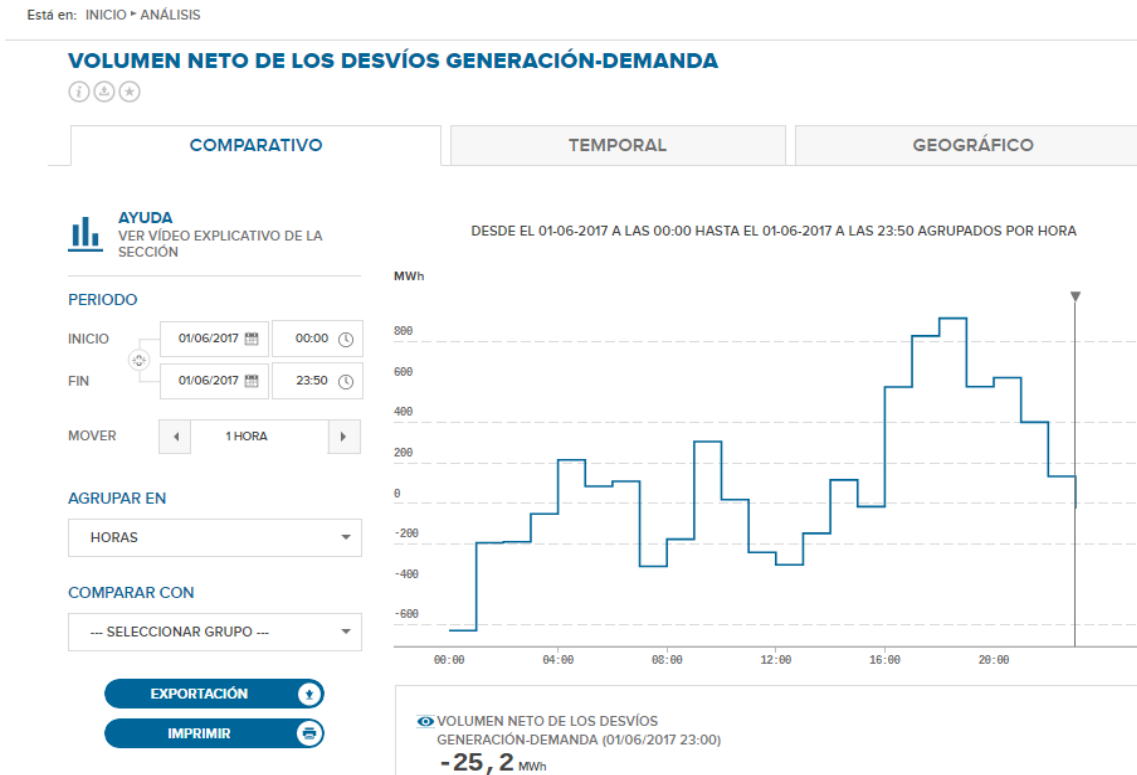 Está en: INICIO ▸ ANÁLISIS
VOLUMEN NETO DE LOS DESVÍOS GENERACIÓN-DEMANDA
COMPARATIVO
TEMPORAL
GEOGRÁFICO
AYUDA
VER VÍDEO EXPLICATIVO DE LA
SECCIÓN
PERIODO
INICIO 01/06/2017 00:00
FIN 01/06/2017 23:50
MOVER 1 HORA
AGRUPAR EN
HORAS
COMPARAR CON
--- SELECCIONAR GRUPO ---
EXPORTACIÓN
IMPRIMIR
DESDE EL 01-06-2017 A LAS 00:00 HASTA EL 01-06-2017 A LAS 23:50 AGRUPADOS POR HORA
MWh
800
600
400
200
0
-200
-400
-600
00:00 04:00 08:00 12:00 16:00 20:00
VOLUMEN NETO DE LOS DESVÍOS
GENERACIÓN-DEMANDA (01/06/2017 23:00)
-25,2 MWh